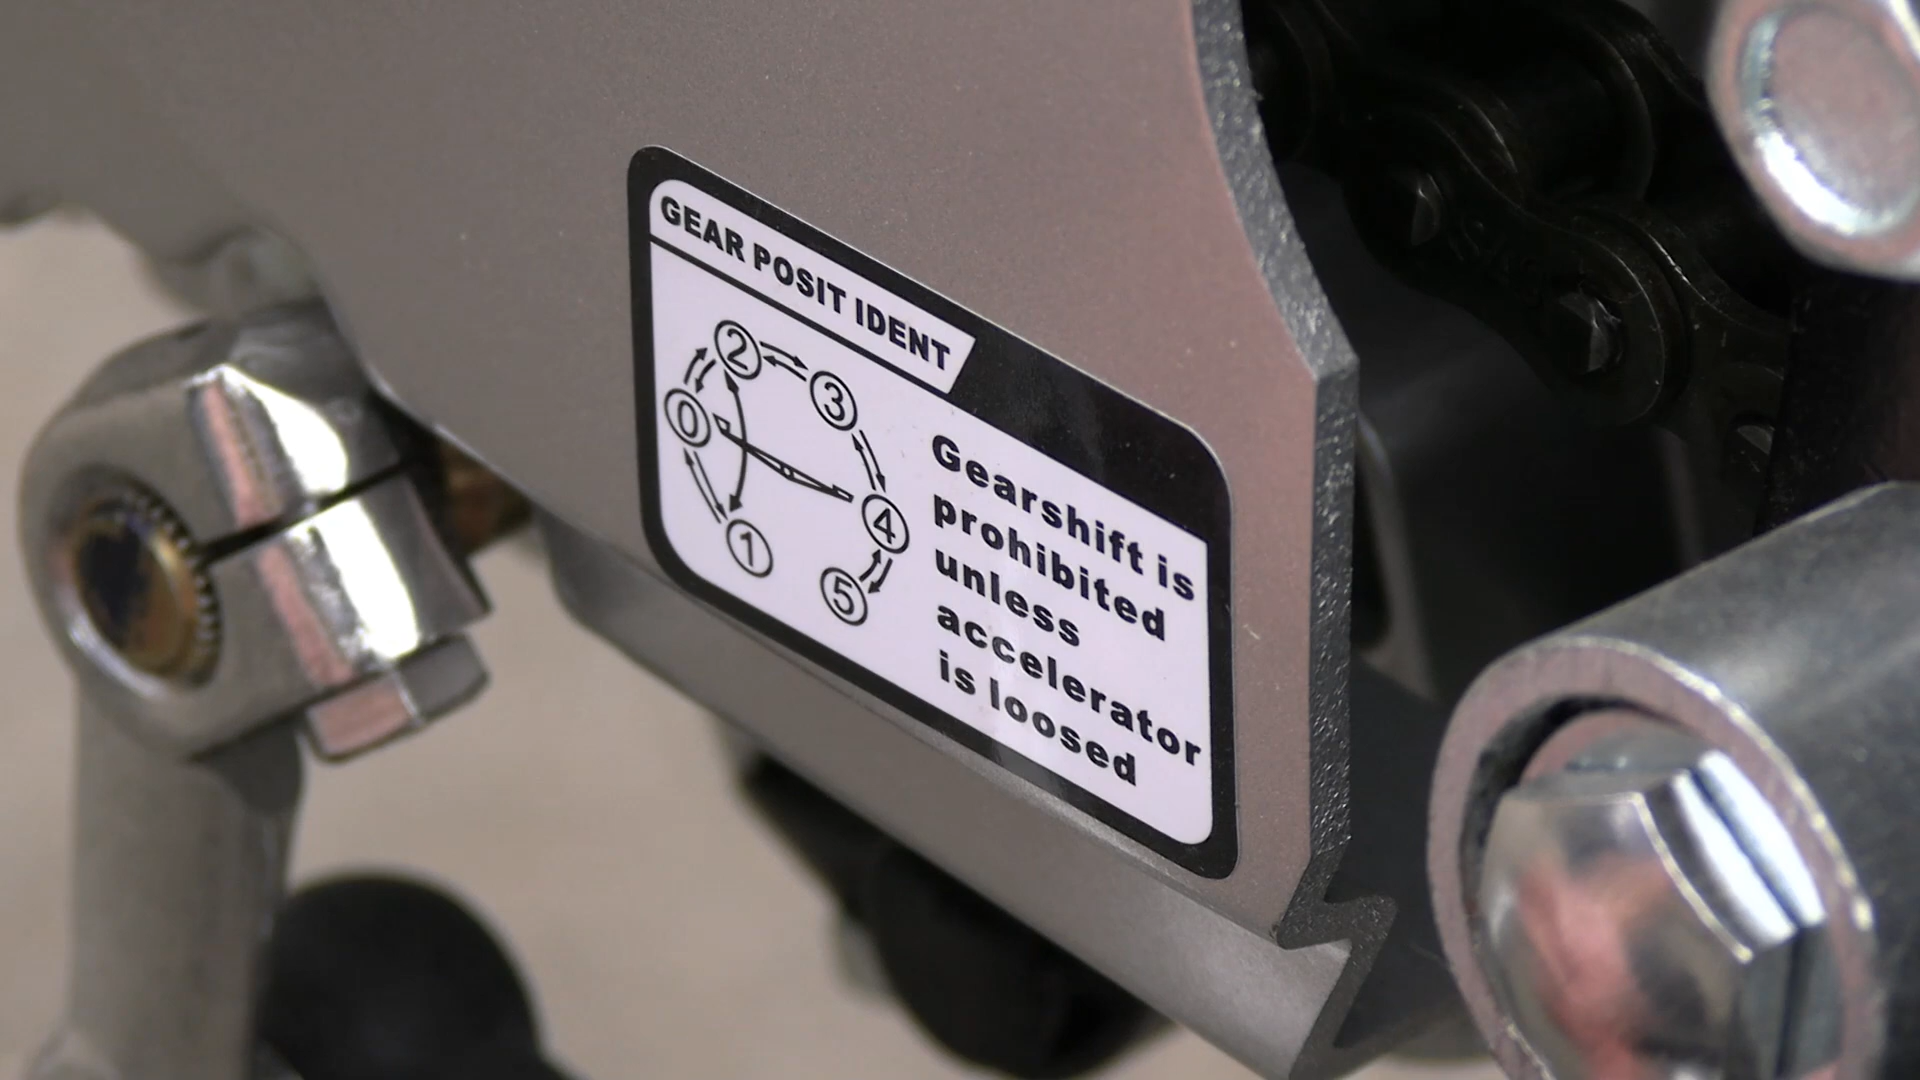 GEAR POSIT IDENT
2
3
0
4
1
5
Gearshift is
prohibited
unless
accelerator
is loosed